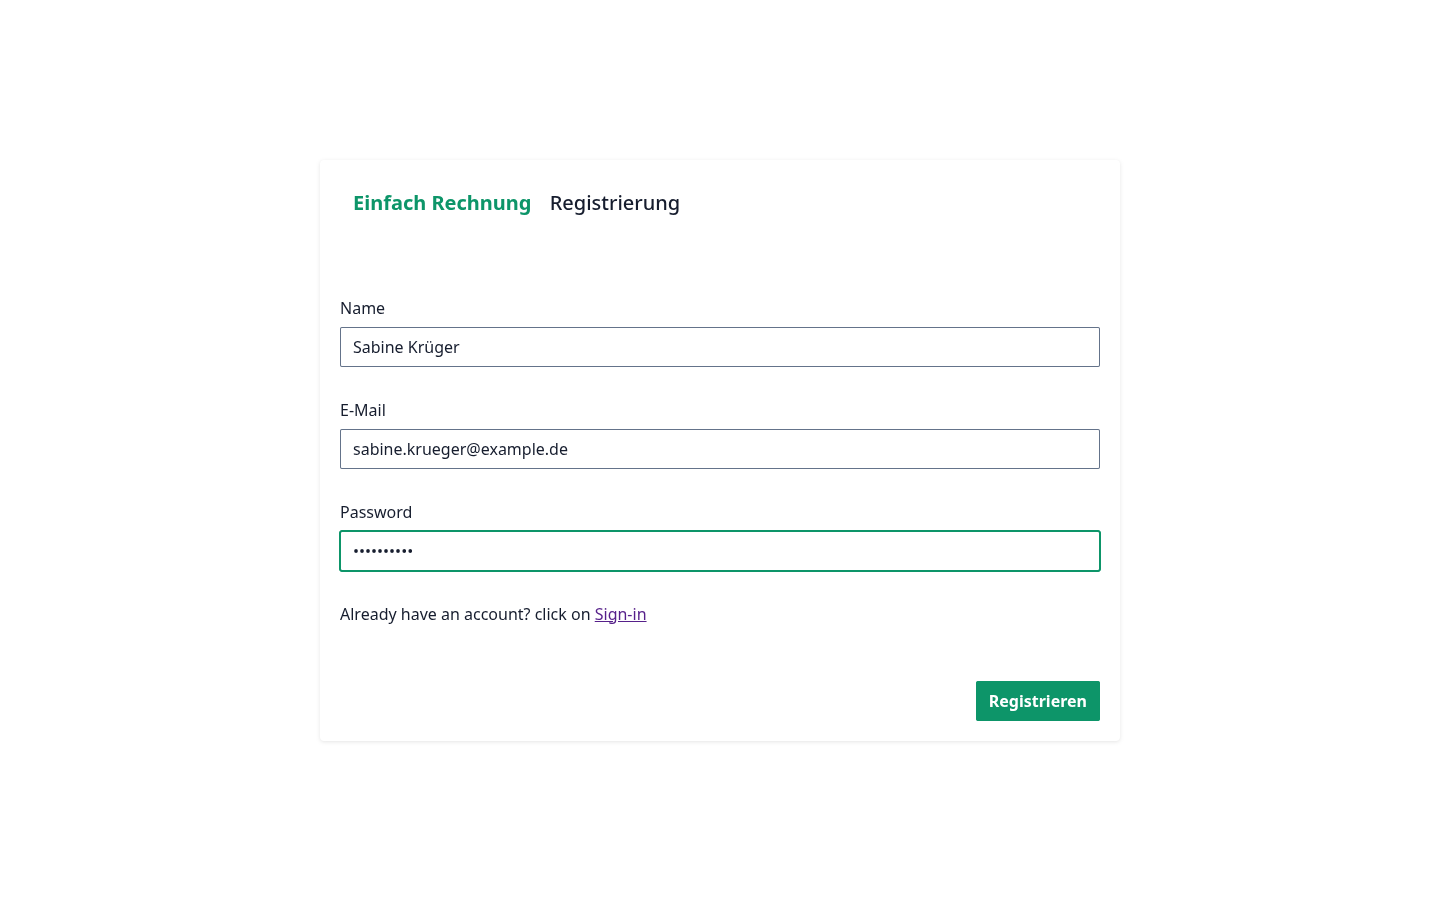 Einfach Rechnung Registrierung
Name
Sabine Krüger
E-Mail
sabine.krueger@example.de
Password
••••••••••
Already have an account? click on Sign-in
Registrieren